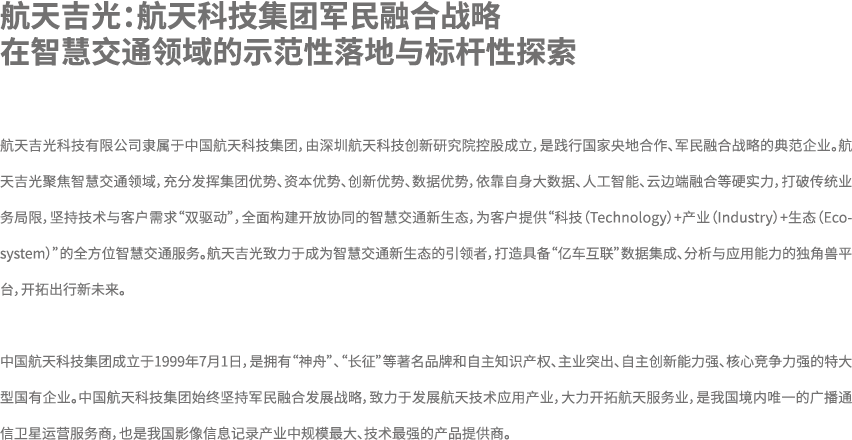 航天吉光：航天科技集团军民融合战略
在智慧交通领域的示范性落地与标杆性探索
航天吉光科技有限公司隶属于中国航天科技集团，由深圳航天科技创新研究院控股成立，是践行国家央地合作、军民融合战略的典范企业。航
天吉光聚焦智慧交通领域，充分发挥集团优势、资本优势、创新优势、数据优势，依靠自身大数据、人工智能、云边端融合等硬实力，打破传统业
务局限，坚持技术与客户需求“双驱动”，全面构建开放协同的智慧交通新生态，为客户提供“科技（Technology）+产业（Industry）+生态（Eco-
system）”的全方位智慧交通服务。航天吉光致力于成为智慧交通新生态的引领者，打造具备“亿车互联”数据集成、分析与应用能力的独角兽平
台，开拓出行新未来。
中国航天科技集团成立于1999年7月1日，是拥有“神舟”、“长征”等著名品牌和自主知识产权、主业突出、自主创新能力强、核心竞争力强的特大
型国有企业。中国航天科技集团始终坚持军民融合发展战略，致力于发展航天技术应用产业，大力开拓航天服务业，是我国境内唯一的广播通
信卫星运营服务商，也是我国影像信息记录产业中规模最大、技术最强的产品提供商。